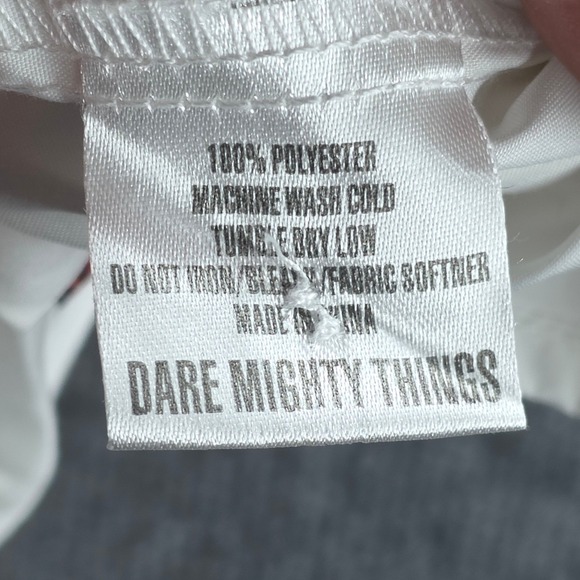 100% POLYESTER
MACHINE WASH COLD
TUMBLE DRY LOW
DO NOT IRON/BLEACH/FABRIC SOFTNER
MADE IN CHINA
DARE MIGHTY THINGS